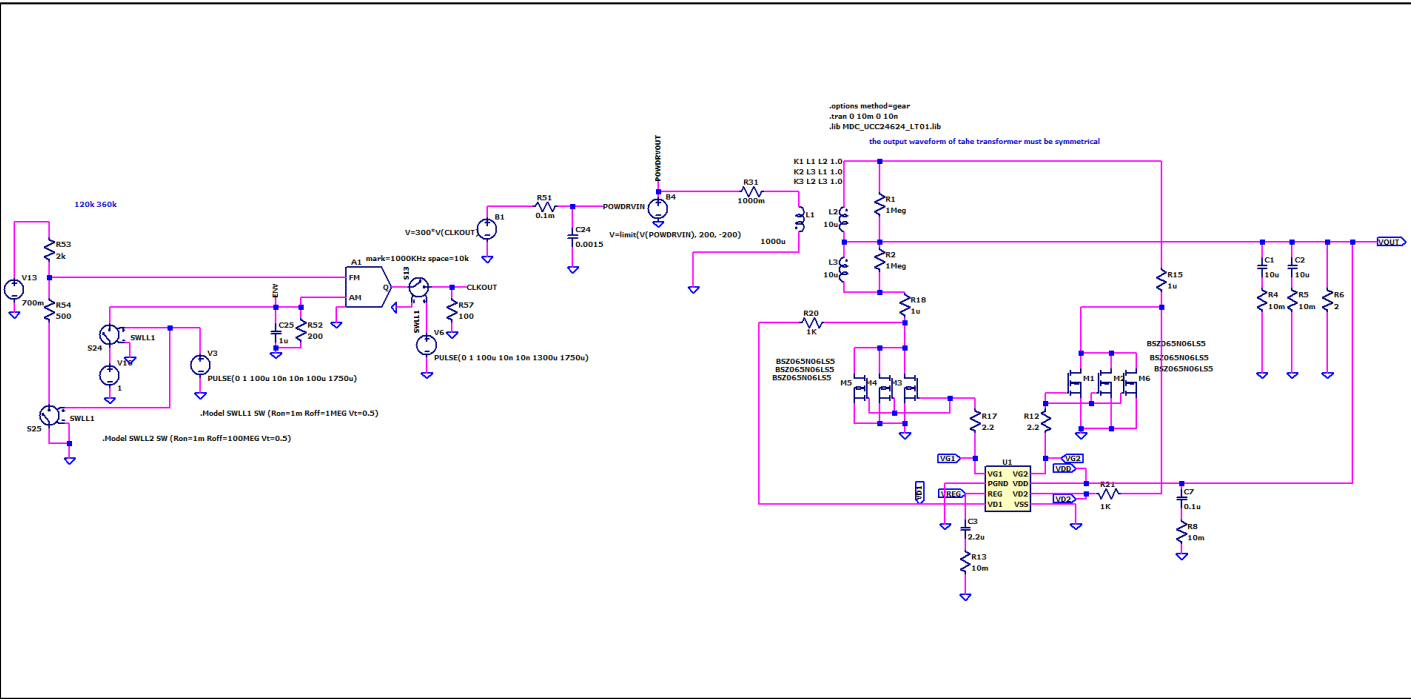 .options method=gear
.tran 0 10m 0 10n
.lib MDC_UCC24624_LT01.lib
the output waveform of tahe transformer must be symmetrical
K1 L1 L2 1.0
K2 L3 L1 1.0
K3 L2 L3 1.0
POWDRVOUT
R31
1000m
B4
POWDRVIN
V=limit(V(POWDRVIN), 200, -200)
L1
1000u
L2
10u
L3
10u
R1
1Meg
R2
1Meg
R18
1u
R15
1u
VOUT
C1
10u
C2
10u
R4
10m
R5
10m
R6
2
120k 360k
R53
2k
V13
700m
R54
500
A1
mark=1000KHz space=10k
FM
AM
Q
S13
SWLL1
CLKOUT
R57
100
V6
PULSE(0 1 100u 10n 10n 1300u 1750u)
B1
V=300*V(CLKOUT)
R51
0.1m
C24
0.0015
ENV
C25
1u
R52
200
SWLL1
S24
1
V3
PULSE(0 1 100u 10n 10n 100u 1750u)
SWLL1
S25
.Model SWLL1 SW (Ron=1m Roff=1MEG Vt=0.5)
.Model SWLL2 SW (Ron=1m Roff=100MEG Vt=0.5)
R20
1K
BSZ065N06LS5
BSZ065N06LS5
BSZ065N06LS5
M5
M4
M3
BSZ065N06LS5
BSZ065N06LS5
BSZ065N06LS5
M1
M2
M6
R17
2.2
R12
2.2
VG1
VG2
VDD
VD2
VREG
VD1
U1
VG1 VG2
PGND VDD
REG VD2
VD1 VSS
R21
1K
C7
0.1u
R8
10m
C3
2.2u
R13
10m